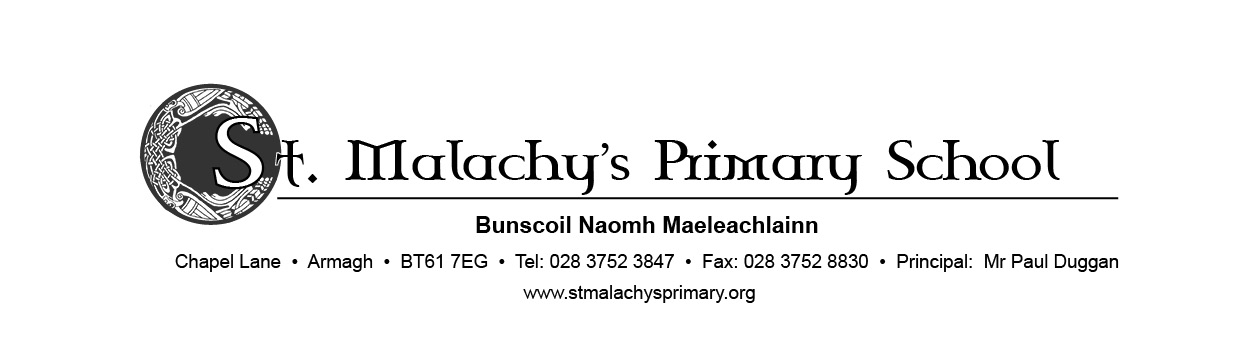 St. Malachy's Primary School
Bunscoil Naomh Maeleachlainn
Chapel Lane • Armagh • BT61 7EG • Tel: 028 3752 3847 • Fax: 028 3752 8830 • Principal: Mr Paul Duggan
www.stmalachysprimary.org